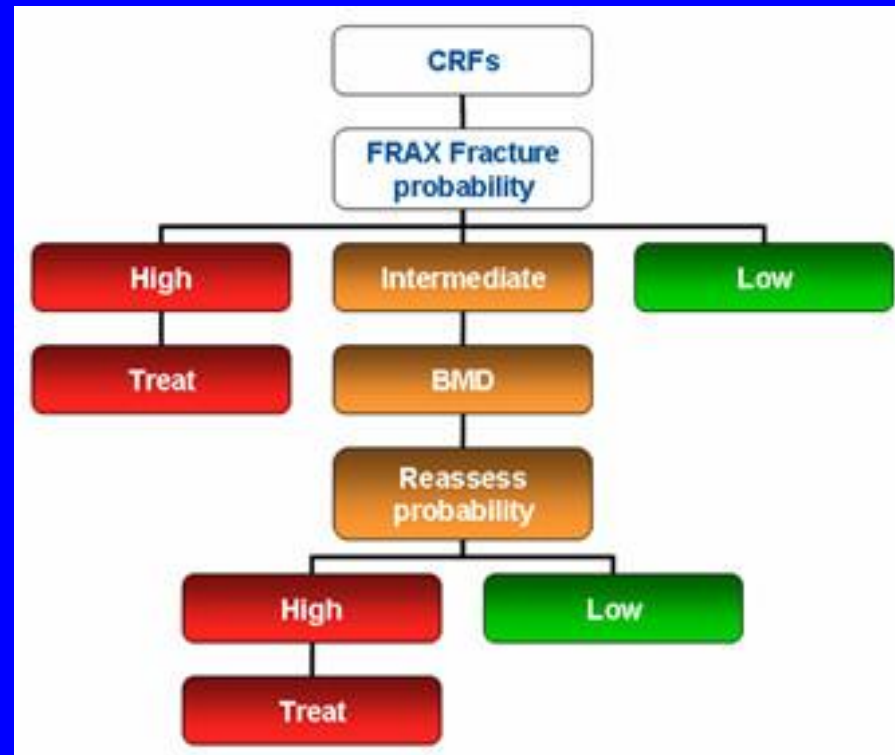 CRFs
FRAX Fracture
probability
High
Intermediate
Low
Treat
BMD
Reassess
probability
High
Low
Treat